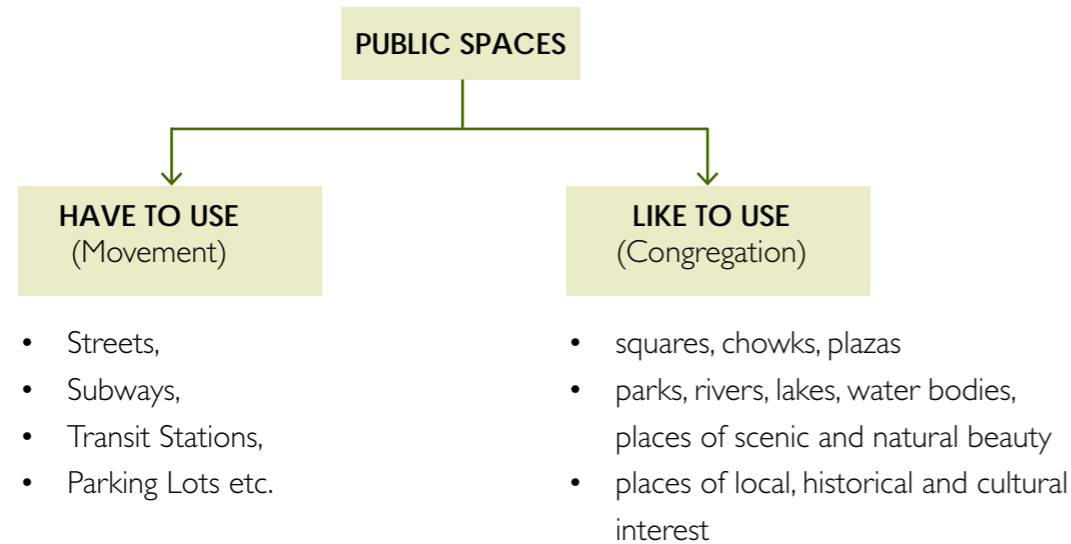 PUBLIC SPACES
HAVE TO USE
(Movement)
• Streets,
• Subways,
• Transit Stations,
• Parking Lots etc.
LIKE TO USE
(Congregation)
• squares, chowks, plazas
• parks, rivers, lakes, water bodies,
places of scenic and natural beauty
• places of local, historical and cultural
interest